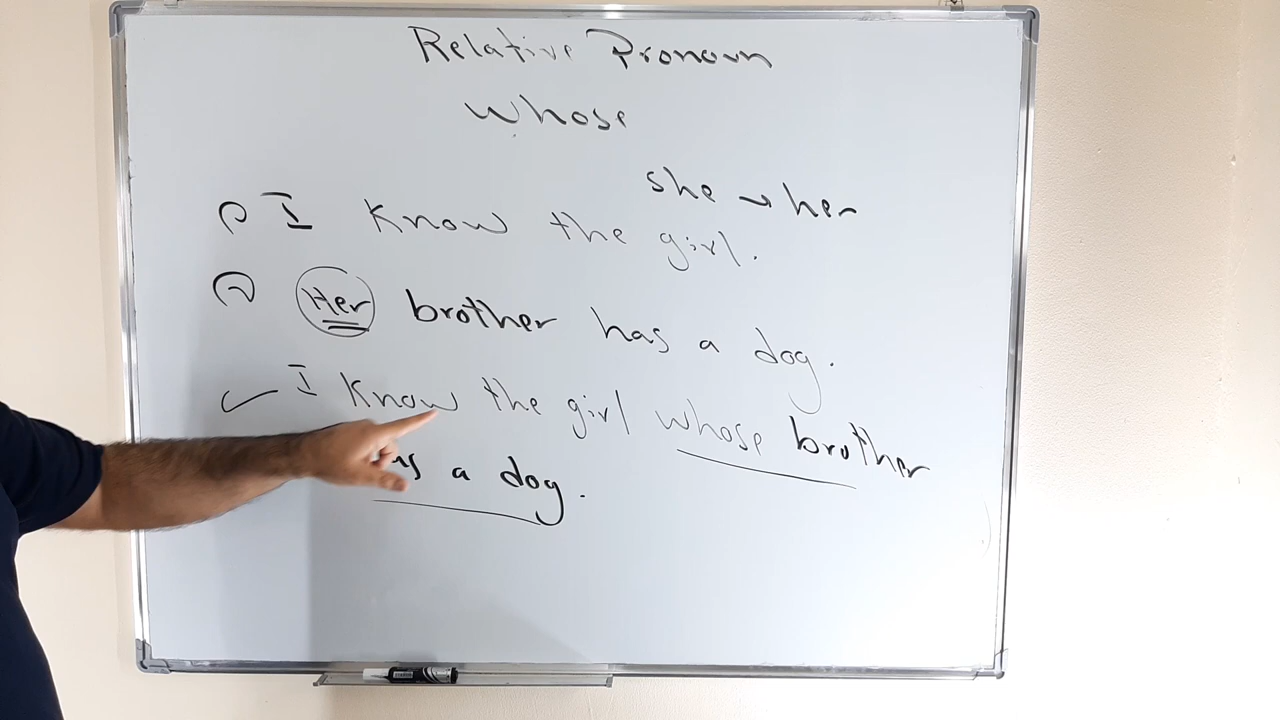 Relative Pronoun
whose
she → her
I know the girl.
Her brother has a dog.
I know the girl whose brother
a dog.